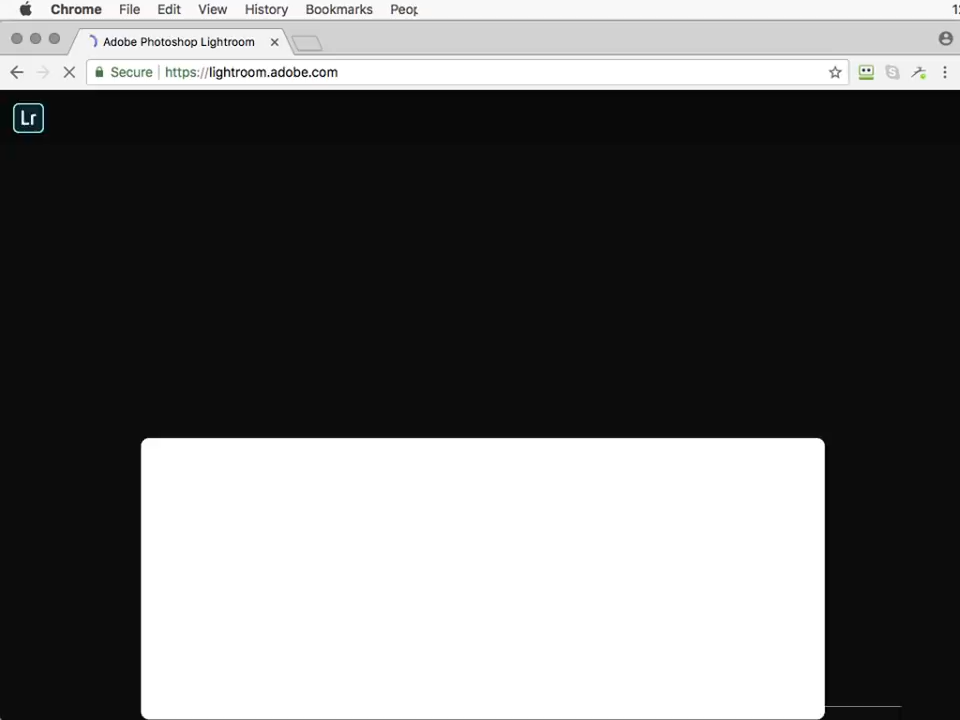 Chrome File Edit View History Bookmarks
Adobe Photoshop Lightroom
Secure https://lightroom.adobe.com
Lr